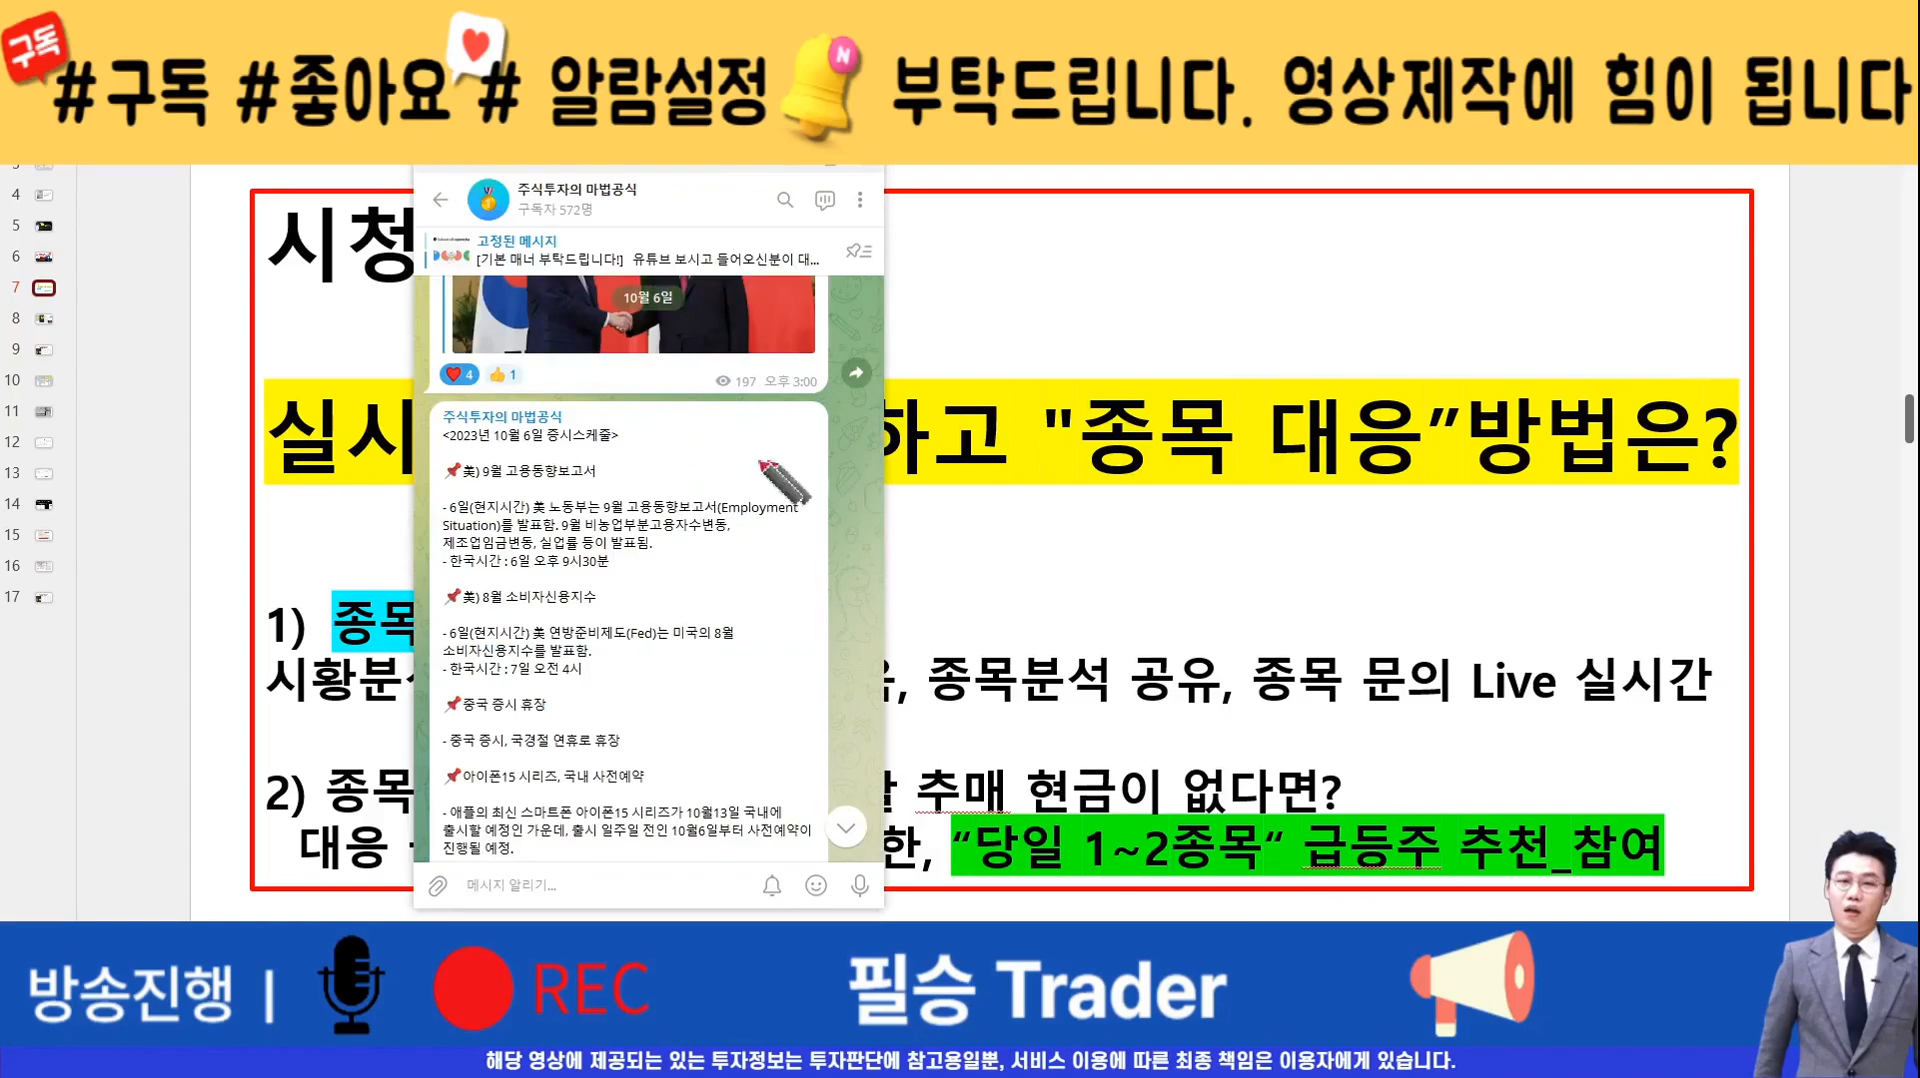 구독
#구독 #좋아요 # 알람설정 부탁드립니다. 영상제작에 힘이 됩니다
N
4
5
6
7
8
9
10
11
12
13
14
15
16
17
시청
실시
하고 "종목 대응”방법은?
1) 종목
시황분
, 종목분석 공유, 종목 문의 Live 실시간
2) 종목
추매 현금이 없다면?
대응
한, “당일 1~2종목“ 급등주 추천_참여
주식투자의 마법공식
구독자 572명
고정된 메시지
[기본 매너 부탁드립니다!] 유튜브 보시고 들어오신분이 대...
10월 6일
4
1
197 오후 3:00
주식투자의 마법공식
<2023년 10월 6일 증시스케줄>
美) 9월 고용동향보고서
- 6일(현지시간) 美 노동부는 9월 고용동향보고서(Employment
Situation)를 발표함. 9월 비농업부분고용자수변동,
제조업임금변동, 실업률 등이 발표됨.
- 한국시간 : 6일 오후 9시30분
美) 8월 소비자신용지수
- 6일(현지시간) 美 연방준비제도(Fed)는 미국의 8월
소비자신용지수를 발표함.
- 한국시간 : 7일 오전 4시
중국 증시 휴장
- 중국 증시, 국경절 연휴로 휴장
아이폰15 시리즈, 국내 사전예약
- 애플의 최신 스마트폰 아이폰15 시리즈가 10월13일 국내에
출시할 예정인 가운데, 출시 일주일 전인 10월6일부터 사전예약이
진행될 예정.
메시지 알리기...
방송진행 |
REC
필승 Trader
해당 영상에 제공되는 있는 투자정보는 투자판단에 참고용일뿐, 서비스 이용에 따른 최종 책임은 이용자에게 있습니다.